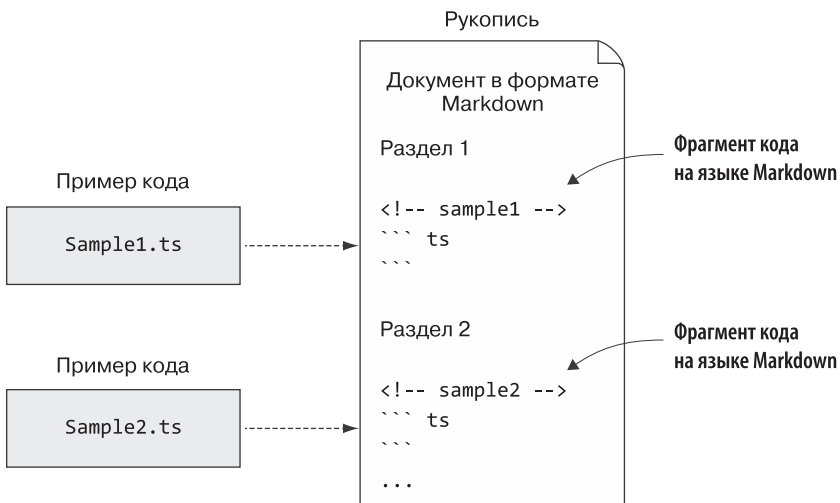 Рукопись
Документ в формате
Markdown
Раздел 1
Фрагмент кода
на языке Markdown
Пример кода
Sample1.ts
<!-- sample1 -->
``` ts
```
Раздел 2
Фрагмент кода
на языке Markdown
Пример кода
Sample2.ts
<!-- sample2 -->
``` ts
```
...